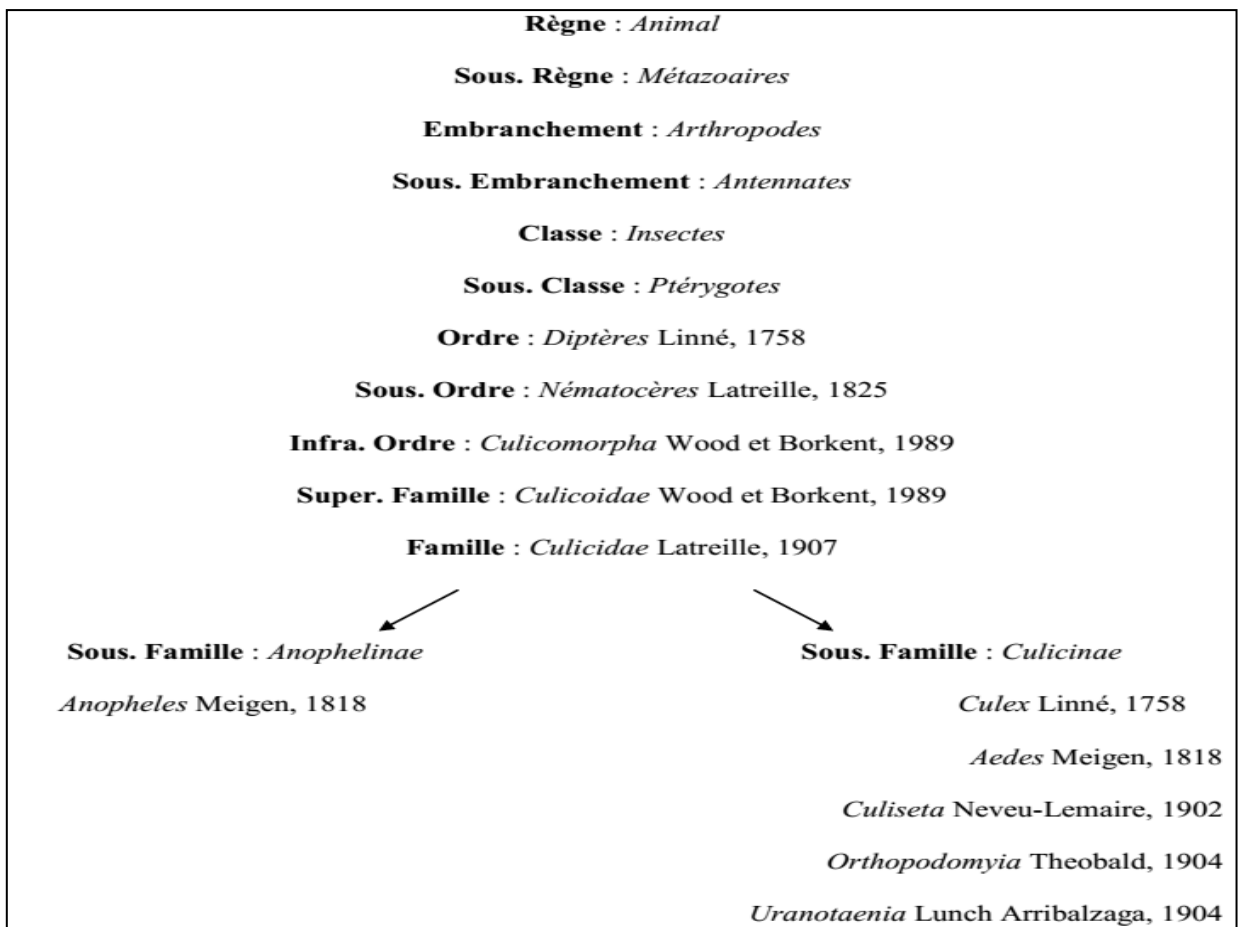 Règne : Animal
Sous. Règne : Métazoaires
Embranchement : Arthropodes
Sous. Embranchement : Antennates
Classe : Insectes
Sous. Classe : Ptérygotes
Ordre : Diptères Linné, 1758
Sous. Ordre : Nématocères Latreille, 1825
Infra. Ordre : Culicomorpha Wood et Borkent, 1989
Super. Famille : Culicoidae Wood et Borkent, 1989
Famille : Culicidae Latreille, 1907
Sous. Famille : Anophelinae
Anopheles Meigen, 1818
Sous. Famille : Culicinae
Culex Linné, 1758
Aedes Meigen, 1818
Culiseta Neveu-Lemaire, 1902
Orthopodomyia Theobald, 1904
Uranotaenia Lunch Arribalzaga, 1904